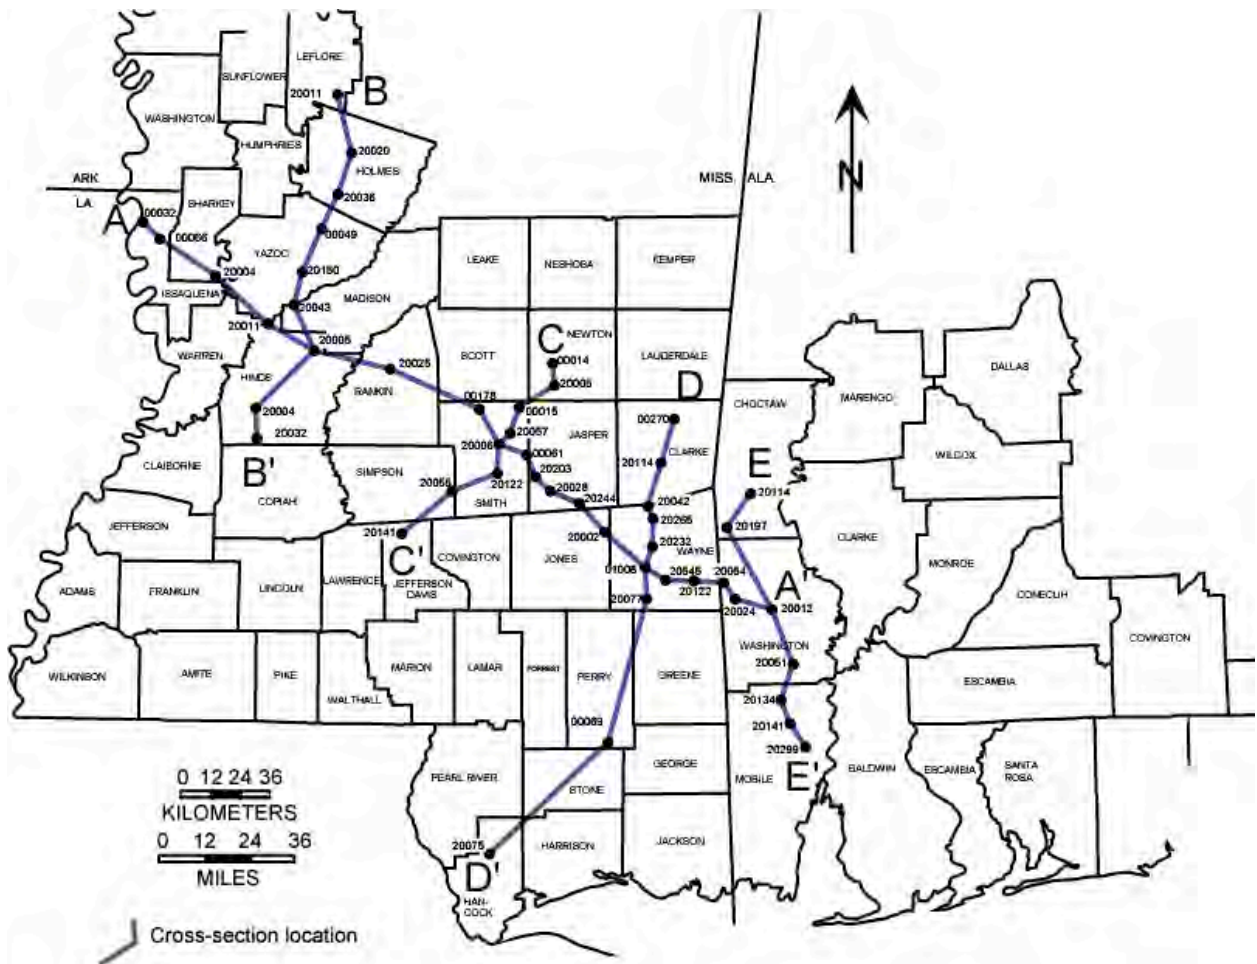 LEFLORE
SUNFLOWER
20011
B
WASHINGTON
HUMPHRIES
20020
HOLMES
ARK
LA.
MISS.
ALA.
N
20036
SHARKEY
A
00032
00066
00049
YAZOO
LEAKE
NESHOBA
KEMPER
20004
20180
ISSAQUENA
MADISON
20043
20011
NEWTON
20005
SCOTT
C
00014
LAUDERDALE
DALLAS
WARREN
HINDE
20025
20005
D
RANKIN
CHOCTAW
MARENGO
20004
00178
00015
00270
20032
20057
JASPER
20006
CLARKE
00061
B'
CLAIBORNE
SIMPSON
20114
E
WILCOX
20203
COPIAH
20055
20122
20028
20114
SMITH
20244
20042
JEFFERSON
20265
20197
20141
C'
20002
CLARKE
COVINGTON
JONES
20232
WAYNE
MONROE
01008
LAWRENCE
JEFFERSON
DAVIS
20545
20084
A'
ADAMS
FRANKLIN
LINCOLN
20122
CONECUH
20077
20024
20012
COVINGTON
WASHINGTON
MARION
LAMAR
FORREST
PERRY
GREENE
20051
WILKINSON
AMITE
PIKE
ESCAMBIA
WALTHALL
20134
00069
20141
20299
E'
GEORGE
PEARL RIVER
MOBILE
BALDWIN
ESCAMBIA
SANTA
ROSA
0 12 24 36
KILOMETERS
STONE
0 12 24 36
MILES
20075
HARRISON
JACKSON
D'
HAN-
COCK
Cross-section location